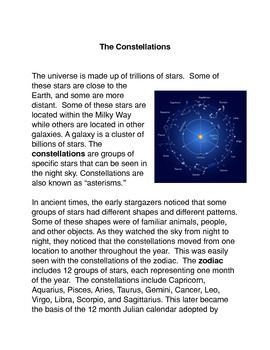 The Constellations
The universe is made up of trillions of stars.  Some of
these stars are close to the
Earth, and some are more
distant.  Some of these stars are
located within the Milky Way
while others are located in other
galaxies. A galaxy is a cluster of
billions of stars. The
constellations are groups of
specific stars that can be seen in
the night sky. Constellations are
also known as “asterisms.”
In ancient times, the early stargazers noticed that some
groups of stars had different shapes and different patterns.
Some of these shapes were of familiar animals, people,
and other objects. As they watched the sky from night to
night, they noticed that the constellations moved from one
location to another throughout the year.  This was easily
seen with the constellations of the zodiac.  The zodiac
includes 12 groups of stars, each representing one month
of the year.  The constellations include Capricorn,
Aquarius, Pisces, Aries, Taurus, Gemini, Cancer, Leo,
Virgo, Libra, Scorpio, and Sagittarius. This later became
the basis of the 12 month Julian calendar adopted by